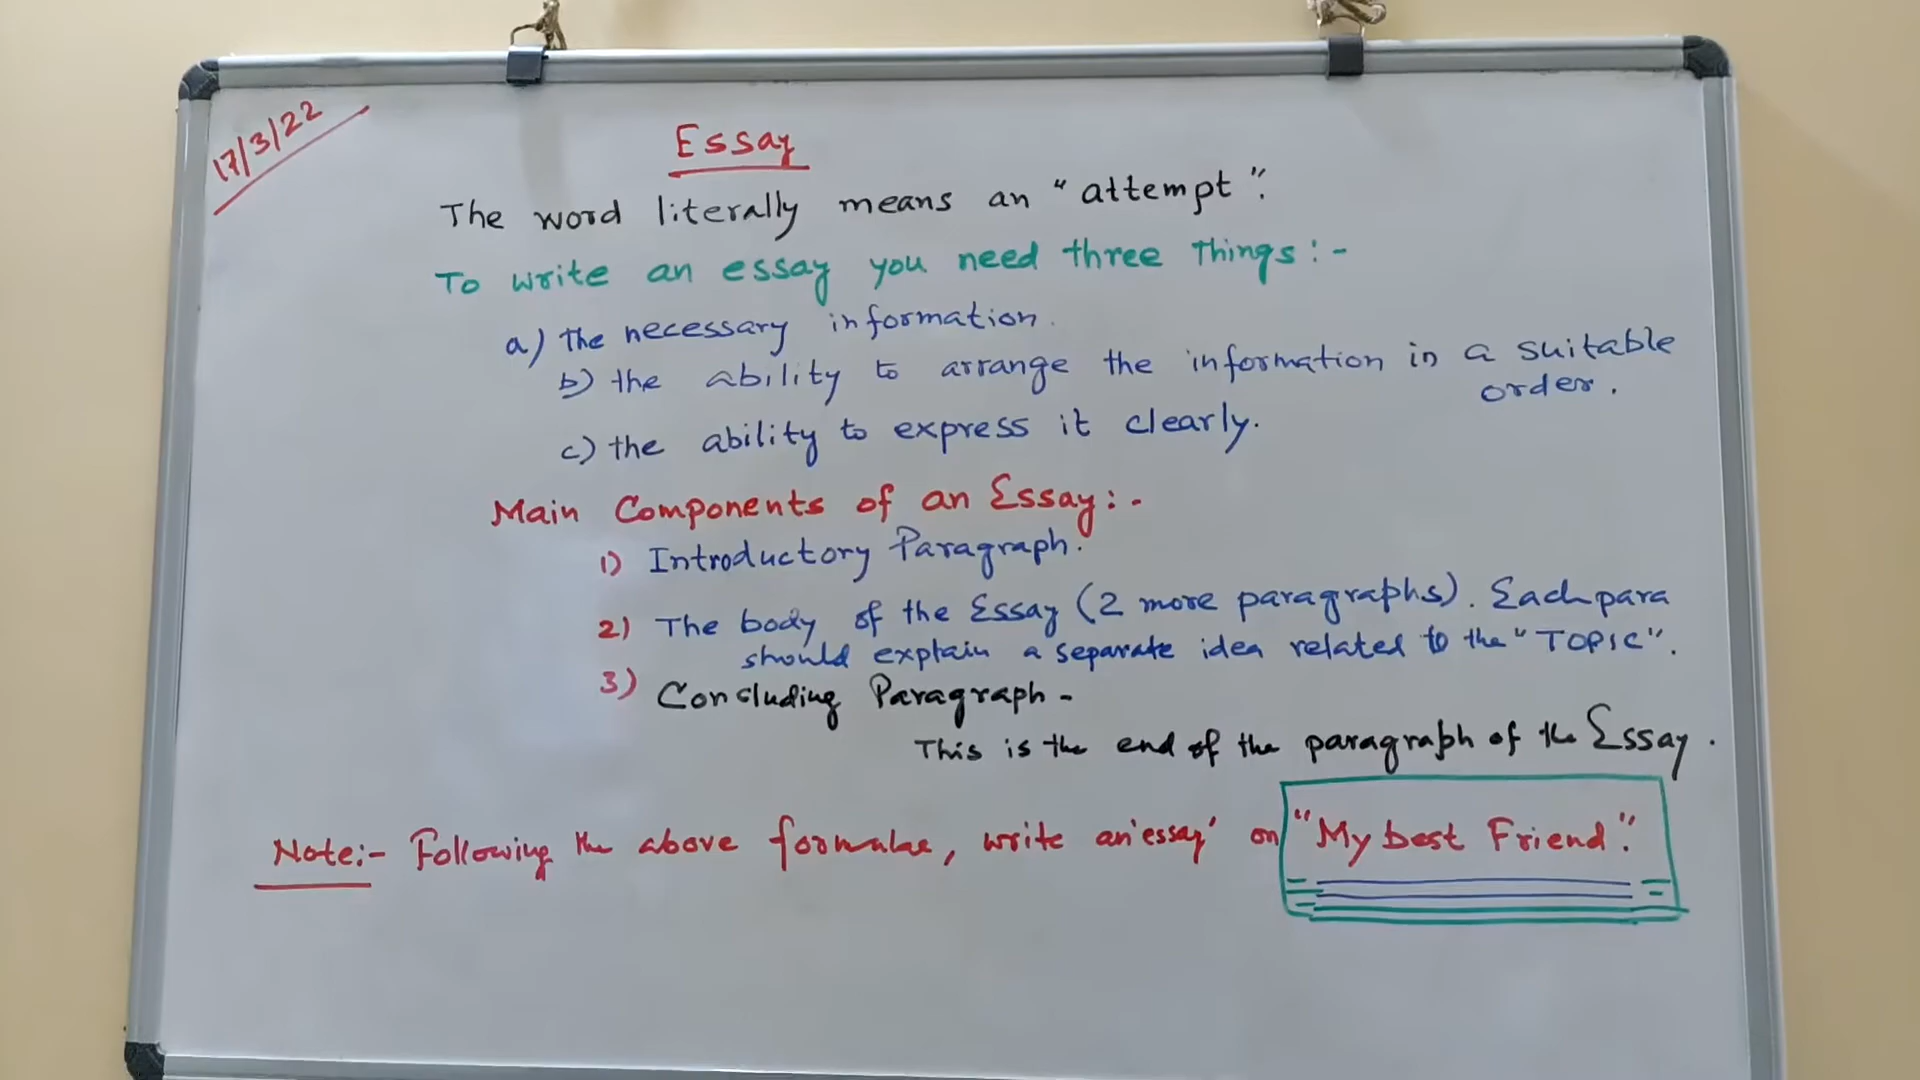 17/3/22
Essay
The word literally means an "attempt".
To write an essay you need three things:-
a) the necessary information.
b) the ability to arrange the information in a suitable
order.
c) the ability to express it clearly.
Main Components of an Essay:-
1) Introductory Paragraph.
2) The body of the Essay (2 more paragraphs). Each para
should explain a separate idea related to the "TOPIC".
3) Concluding Paragraph -
This is the end of the paragraph of the Essay.
Note:- Following the above formulae, write an 'essay' on "My best Friend".